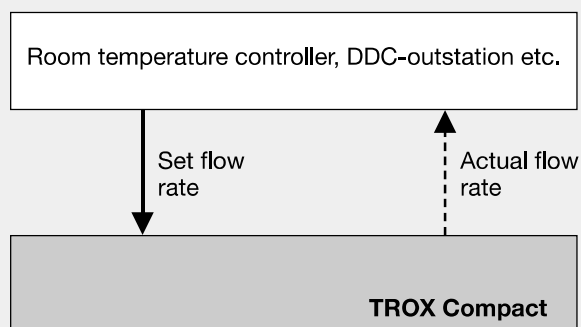 Room temperature controller, DDC-outstation etc.
Set flow
rate
Actual flow
rate
TROX Compact